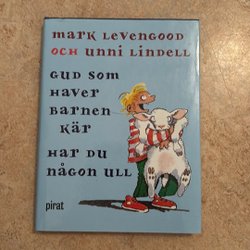 MARK LEVENGOOD
OCH UNNI LINDELL
GUD SOM
HAVER
BARNEN
KÄR
HAR DU
NÅGON ULL
pirat